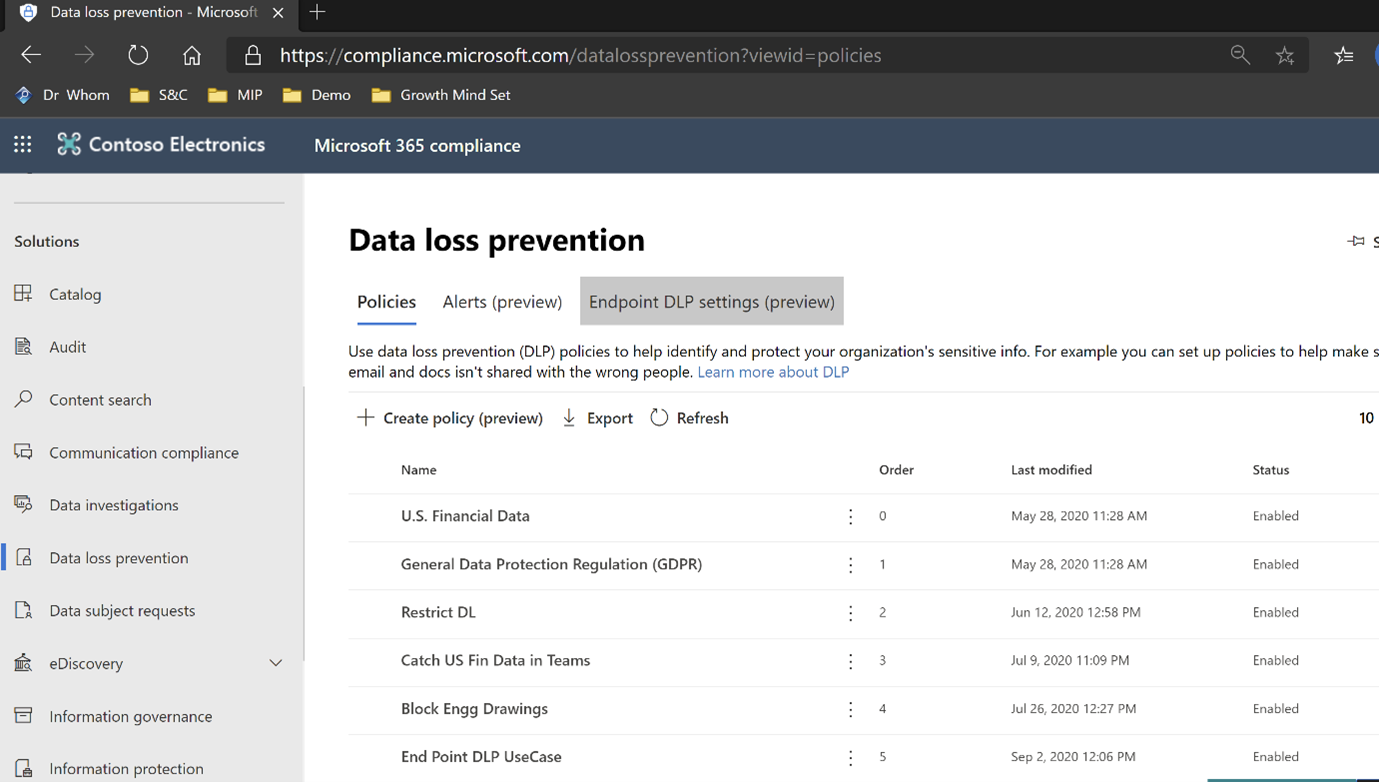 Data loss prevention - Microsoft
https://compliance.microsoft.com/datalossprevention?viewid=policies
Dr Whom S&C MIP Demo Growth Mind Set
Contoso Electronics Microsoft 365 compliance
Solutions
Catalog
Audit
Content search
Communication compliance
Data investigations
Data loss prevention
Data subject requests
eDiscovery
Information governance
Information protection
Data loss prevention
Policies Alerts (preview) Endpoint DLP settings (preview)
Use data loss prevention (DLP) policies to help identify and protect your organization's sensitive info. For example you can set up policies to help make s
email and docs isn't shared with the wrong people. Learn more about DLP
Create policy (preview) Export Refresh 10
Name Order Last modified Status
U.S. Financial Data 0 May 28, 2020 11:28 AM Enabled
General Data Protection Regulation (GDPR) 1 May 28, 2020 11:28 AM Enabled
Restrict DL 2 Jun 12, 2020 12:58 PM Enabled
Catch US Fin Data in Teams 3 Jul 9, 2020 11:09 PM Enabled
Block Engg Drawings 4 Jul 26, 2020 12:27 PM Enabled
End Point DLP UseCase 5 Sep 2, 2020 12:06 PM Enabled